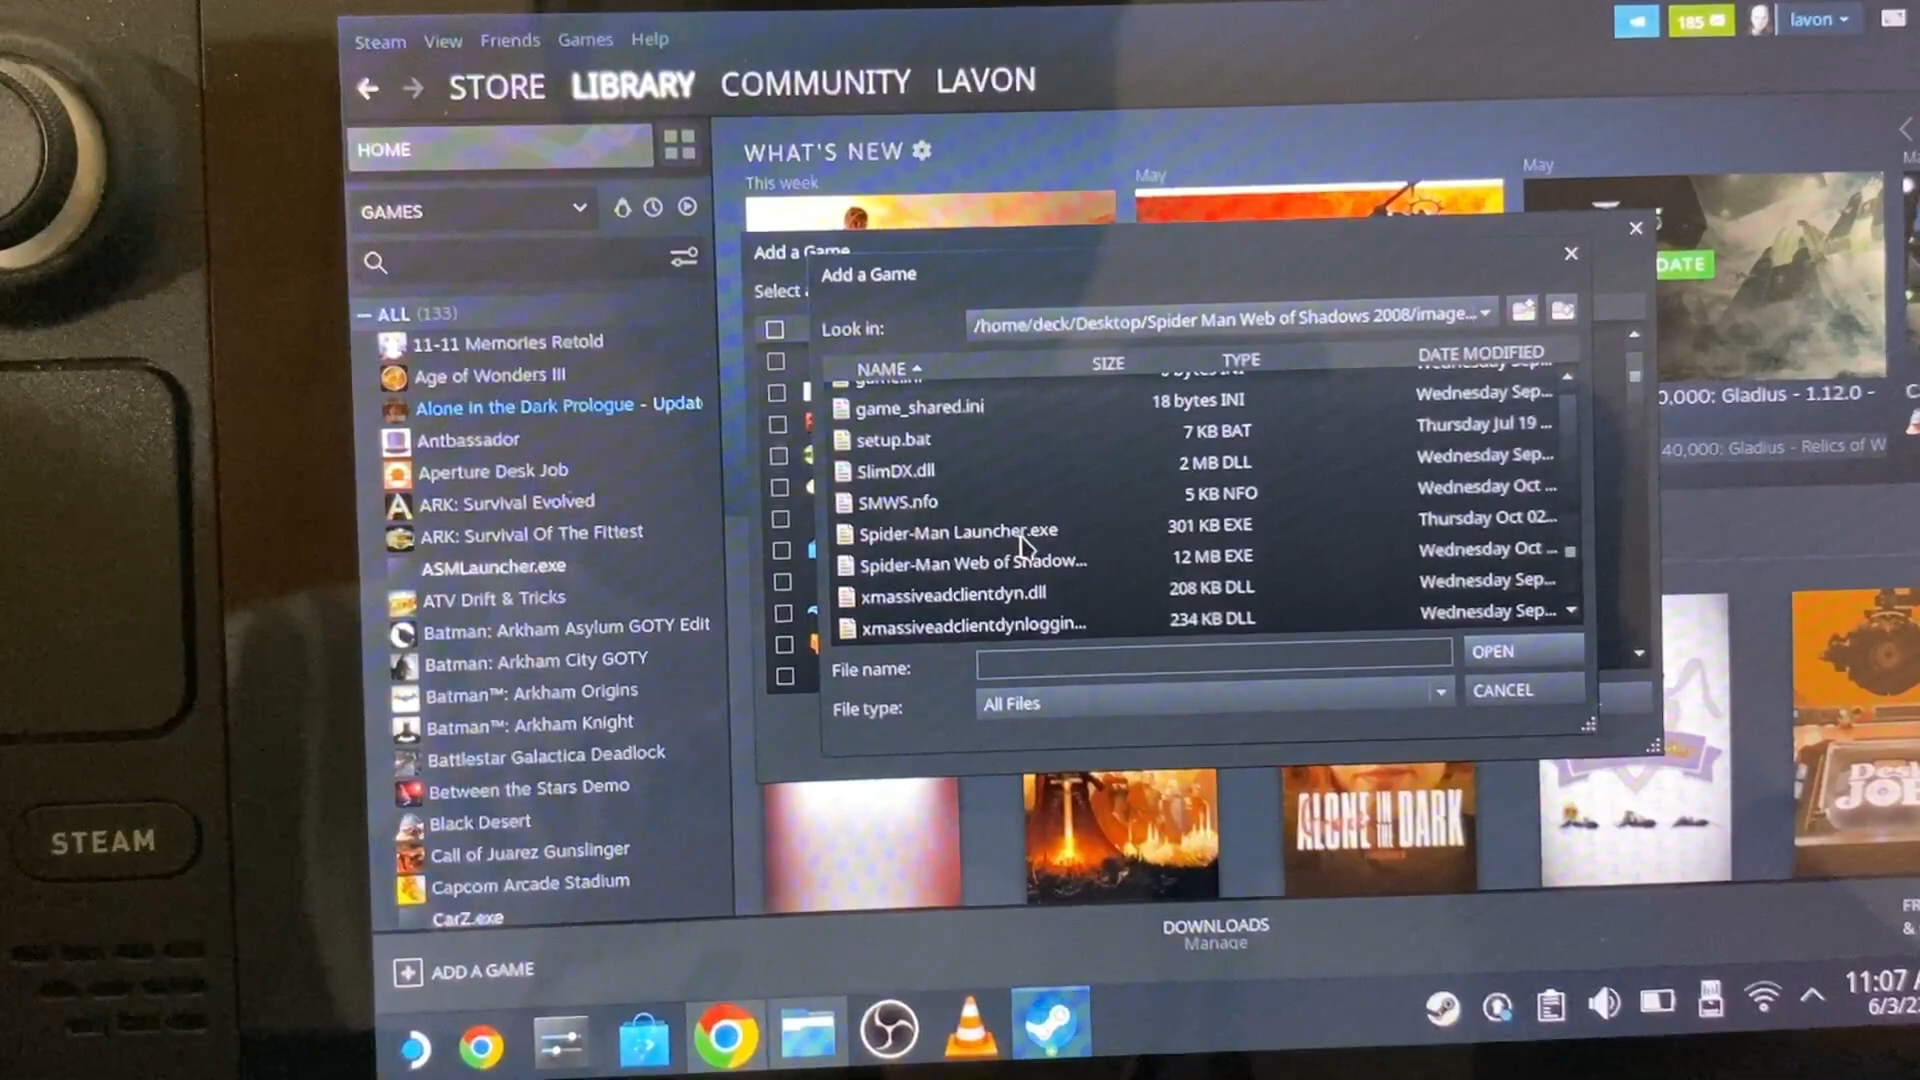 Steam View Friends Games Help
185
lavon
STORE LIBRARY COMMUNITY LAVON
HOME
GAMES
ALL (133)
11-11 Memories Retold
Age of Wonders III
Alone in the Dark Prologue - Updat
Antbassador
Aperture Desk Job
ARK: Survival Evolved
ARK: Survival Of The Fittest
ASMLauncher.exe
ATV Drift & Tricks
Batman: Arkham Asylum GOTY Edit
Batman: Arkham City GOTY
Batman™: Arkham Origins
Batman™: Arkham Knight
Battlestar Galactica Deadlock
Between the Stars Demo
Black Desert
Call of Juarez Gunslinger
Capcom Arcade Stadium
CarZ.exe
ADD A GAME
WHAT'S NEW
This week
May
May
DATE
0,000: Gladius - 1.12.0 -
40,000: Gladius - Relics of W
Add a Game
Select
Add a Game
Look in:
/home/deck/Desktop/Spider Man Web of Shadows 2008/image...
NAME SIZE TYPE DATE MODIFIED
game_shared.ini 18 bytes INI Wednesday Sep...
setup.bat 7 KB BAT Thursday Jul 19 ...
SlimDX.dll 2 MB DLL Wednesday Sep...
SMWS.nfo 5 KB NFO Wednesday Oct ...
Spider-Man Launcher.exe 301 KB EXE Thursday Oct 02...
Spider-Man Web of Shadow... 12 MB EXE Wednesday Oct ...
xmassiveadclientdyn.dll 208 KB DLL Wednesday Sep...
xmassiveadclientdynloggin... 234 KB DLL Wednesday Sep...
File name:
OPEN
File type:
All Files
CANCEL
ALONE IN THE DARK
Desk
JOB
DOWNLOADS
Manage
FR
&
STEAM
11:07
6/3/2